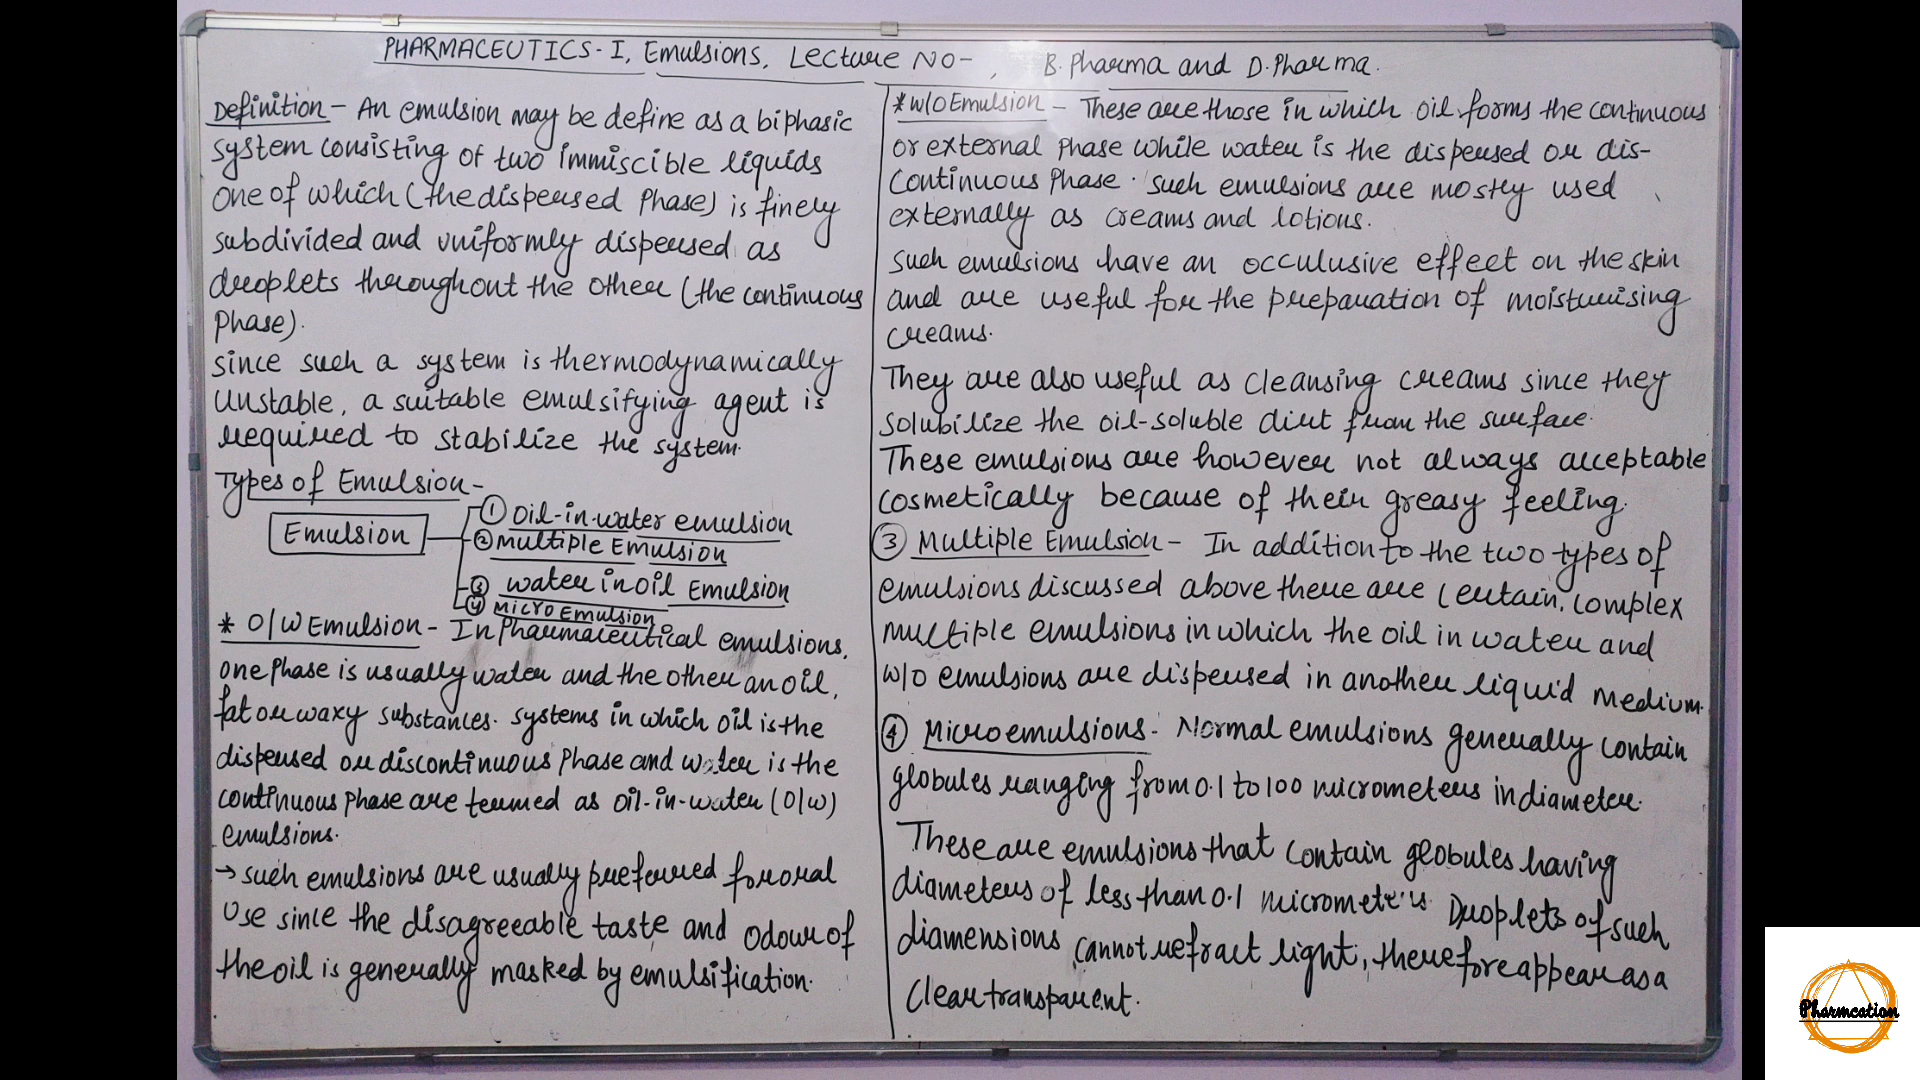 PHARMACEUTICS-I, Emulsions, Lecture No- , B.Pharma and D.Pharma.
Definition- An emulsion may be define as a biphasic
system consisting of two immiscible liquids
one of which (the dispersed Phase) is finely
subdivided and uniformly dispersed as
droplets throughout the other (the continuous
Phase).
since such a system is thermodynamically
Unstable, a suitable emulsifying agent is
required to stabilize the system.
Types of Emulsion-
Emulsion
① Oil-in-water emulsion
② Multiple Emulsion
③ water in oil Emulsion
④ Micro Emulsion
* O/W Emulsion- In Pharmaceutical emulsions,
one Phase is usually water and the other an oil,
fat or waxy substances. systems in which oil is the
dispersed or discontinuous Phase and water is the
continuous Phase are termed as oil-in-water (O/W)
emulsions.
→ such emulsions are usually preferred for oral
Use since the disagreeable taste and odour of
the oil is generally masked by emulsification.
* W/O Emulsion- These are those in which oil forms the continuous
or external Phase while water is the dispersed or dis-
continuous Phase. such emulsions are mostly used
externally as creams and lotions.
Such emulsions have an occulusive effect on the skin
and are useful for the preparation of moisturising
creams.
They are also useful as cleansing creams since they
solubilize the oil-soluble dirt from the surface.
These emulsions are however not always acceptable
cosmetically because of their greasy feeling.
③ Multiple Emulsion- In addition to the two types of
emulsions discussed above there are certain, complex
multiple emulsions in which the oil in water and
W/O emulsions are dispersed in another liquid medium.
④ Microemulsions- Normal emulsions generally contain
globules ranging from 0.1 to 100 micrometers in diameter.
These are emulsions that contain globules having
diameters of less than 0.1 micrometers. Droplets of such
diamensions cannot refract light, therefore appear as a
Clear transparent.
Pharmcation